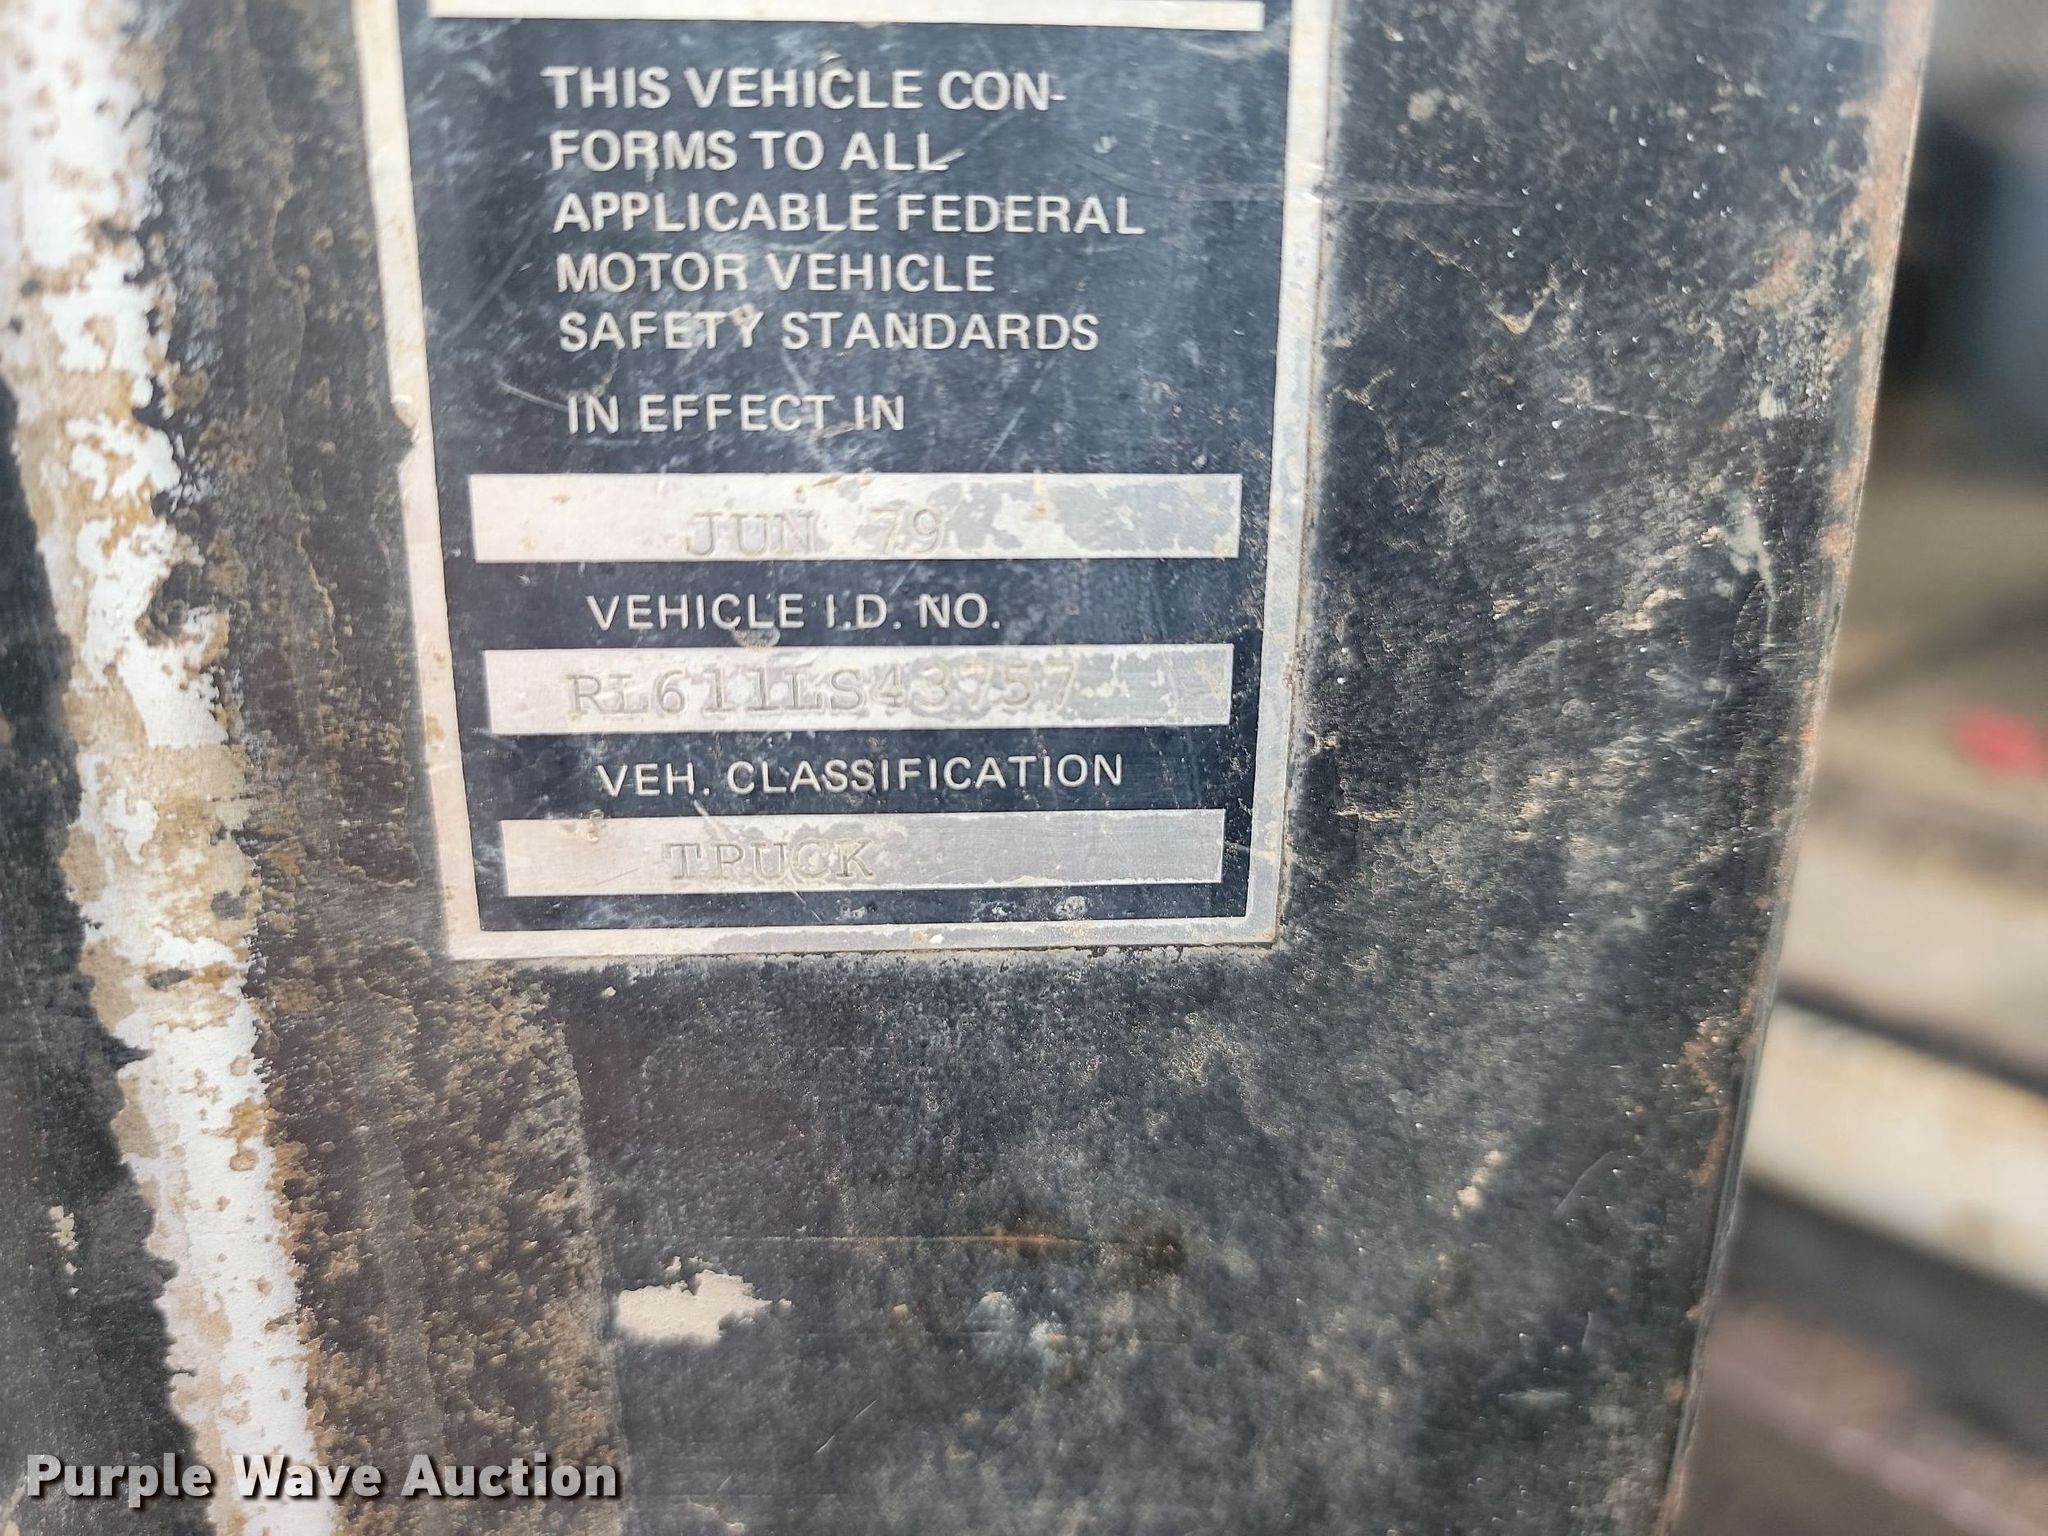 THIS VEHICLE CON-
FORMS TO ALL
APPLICABLE FEDERAL
MOTOR VEHICLE
SAFETY STANDARDS
IN EFFECT IN
JUN 79
VEHICLE I.D. NO.
RL611LS43757
VEH. CLASSIFICATION
TRUCK
Purple Wave Auction